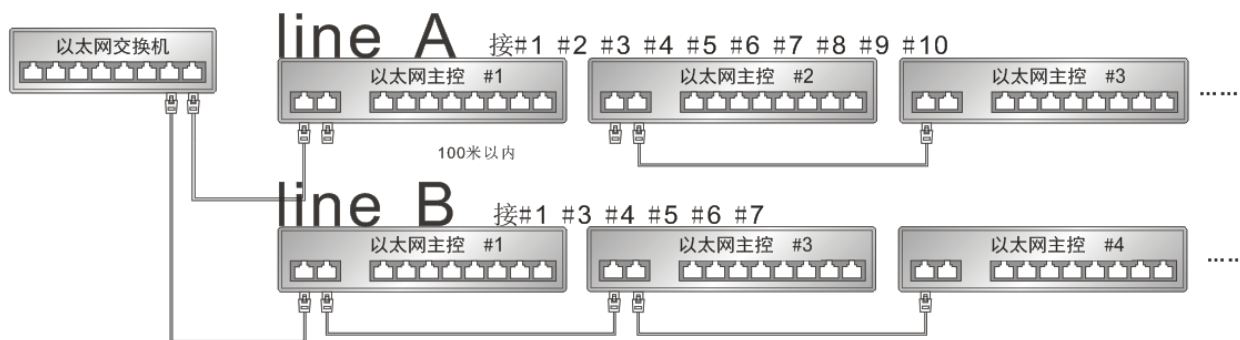 line A 接#1 #2 #3 #4 #5 #6 #7 #8 #9 #10
以太网交换机
以太网主控 #1
以太网主控 #2
以太网主控 #3
......
100米以内
line B 接#1 #3 #4 #5 #6 #7
以太网主控 #1
以太网主控 #3
以太网主控 #4
.....